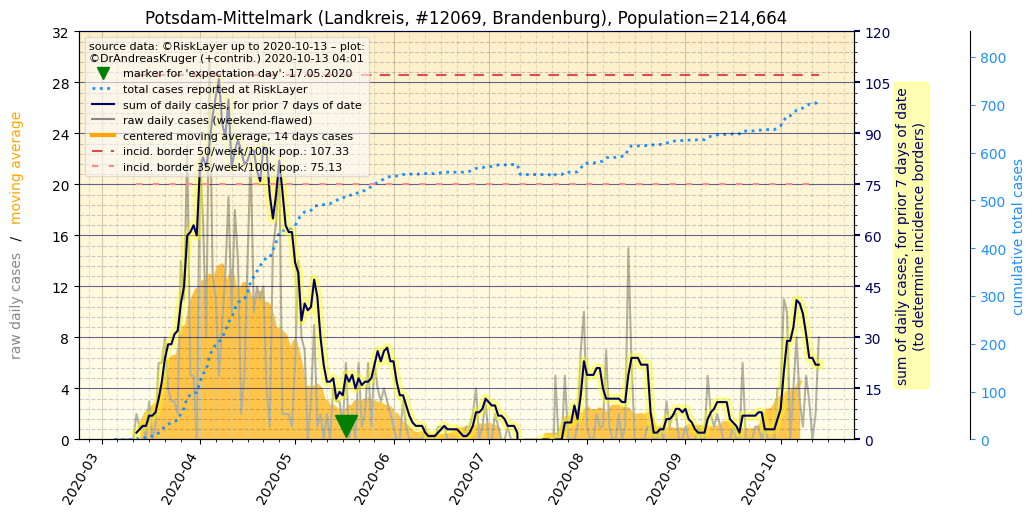 Potsdam-Mittelmark (Landkreis, #12069, Brandenburg), Population=214,664
source data: ©RiskLayer up to 2020-10-13 – plot:
©DrAndreasKruger (+contrib.) 2020-10-13 04:01
marker for 'expectation day': 17.05.2020
total cases reported at RiskLayer
sum of daily cases, for prior 7 days of date
raw daily cases (weekend-flawed)
centered moving average, 14 days cases
incid. border 50/week/100k pop.: 107.33
incid. border 35/week/100k pop.: 75.13
raw daily cases / moving average
32
28
24
20
16
12
8
4
0
120
105
90
75
60
45
30
15
0
sum of daily cases, for prior 7 days of date
(to determine incidence borders)
800
700
600
500
400
300
200
100
0
cumulative total cases
2020-03
2020-04
2020-05
2020-06
2020-07
2020-08
2020-09
2020-10